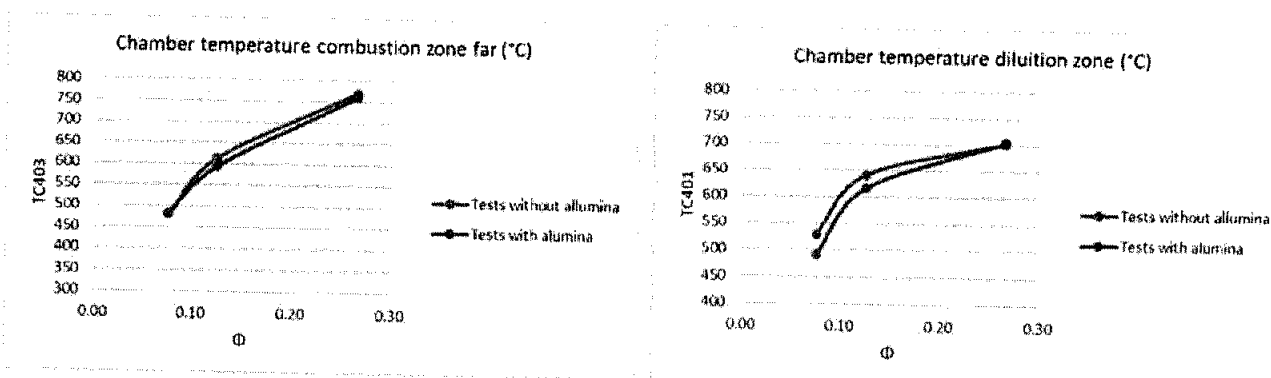 Chamber temperature combustion zone far (°C)
800
750
700
650
600
550
500
450
400
350
300
TC403
0.00 0.10 0.20 0.30
Φ
Tests without allumina
Tests with alumina
Chamber temperature diluition zone (°C)
800
750
700
650
600
550
500
450
400
TC401
0.00 0.10 0.20 0.30
Φ
Tests without allumina
Tests with alumina